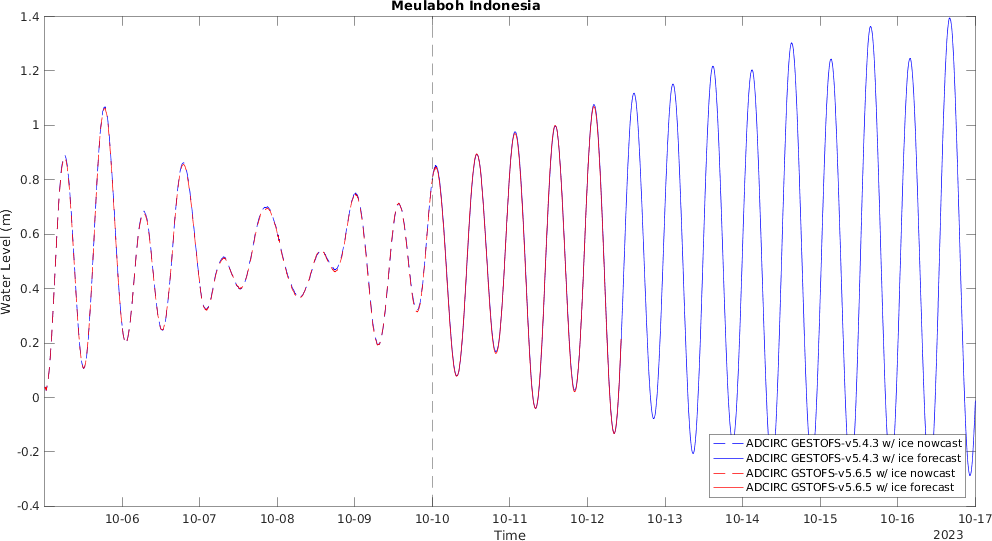 Meulaboh Indonesia
Water Level (m)
1.4
1.2
1
0.8
0.6
0.4
0.2
0
-0.2
-0.4
ADCIRC GESTOFS-v5.4.3 w/ ice nowcast
ADCIRC GESTOFS-v5.4.3 w/ ice forecast
ADCIRC GSTOFS-v5.6.5 w/ ice nowcast
ADCIRC GSTOFS-v5.6.5 w/ ice forecast
10-06 10-07 10-08 10-09 10-10 10-11 10-12 10-13 10-14 10-15 10-16 10-17
Time
2023